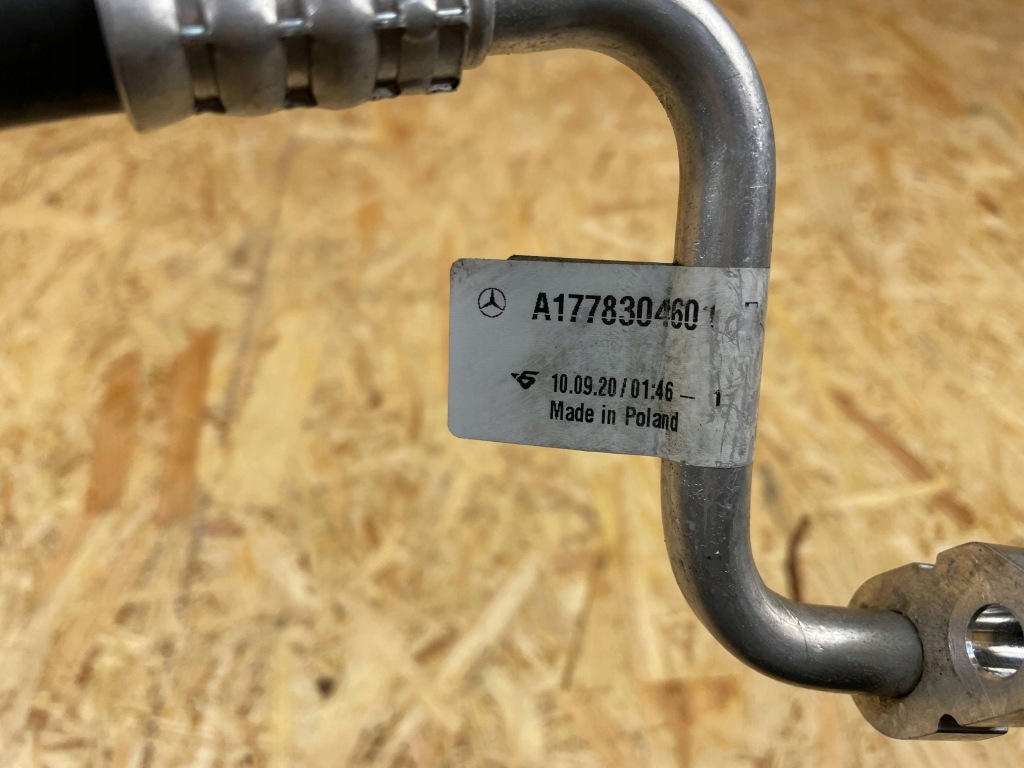 A1778304601
10.09.20/01:46 — 1
Made in Poland